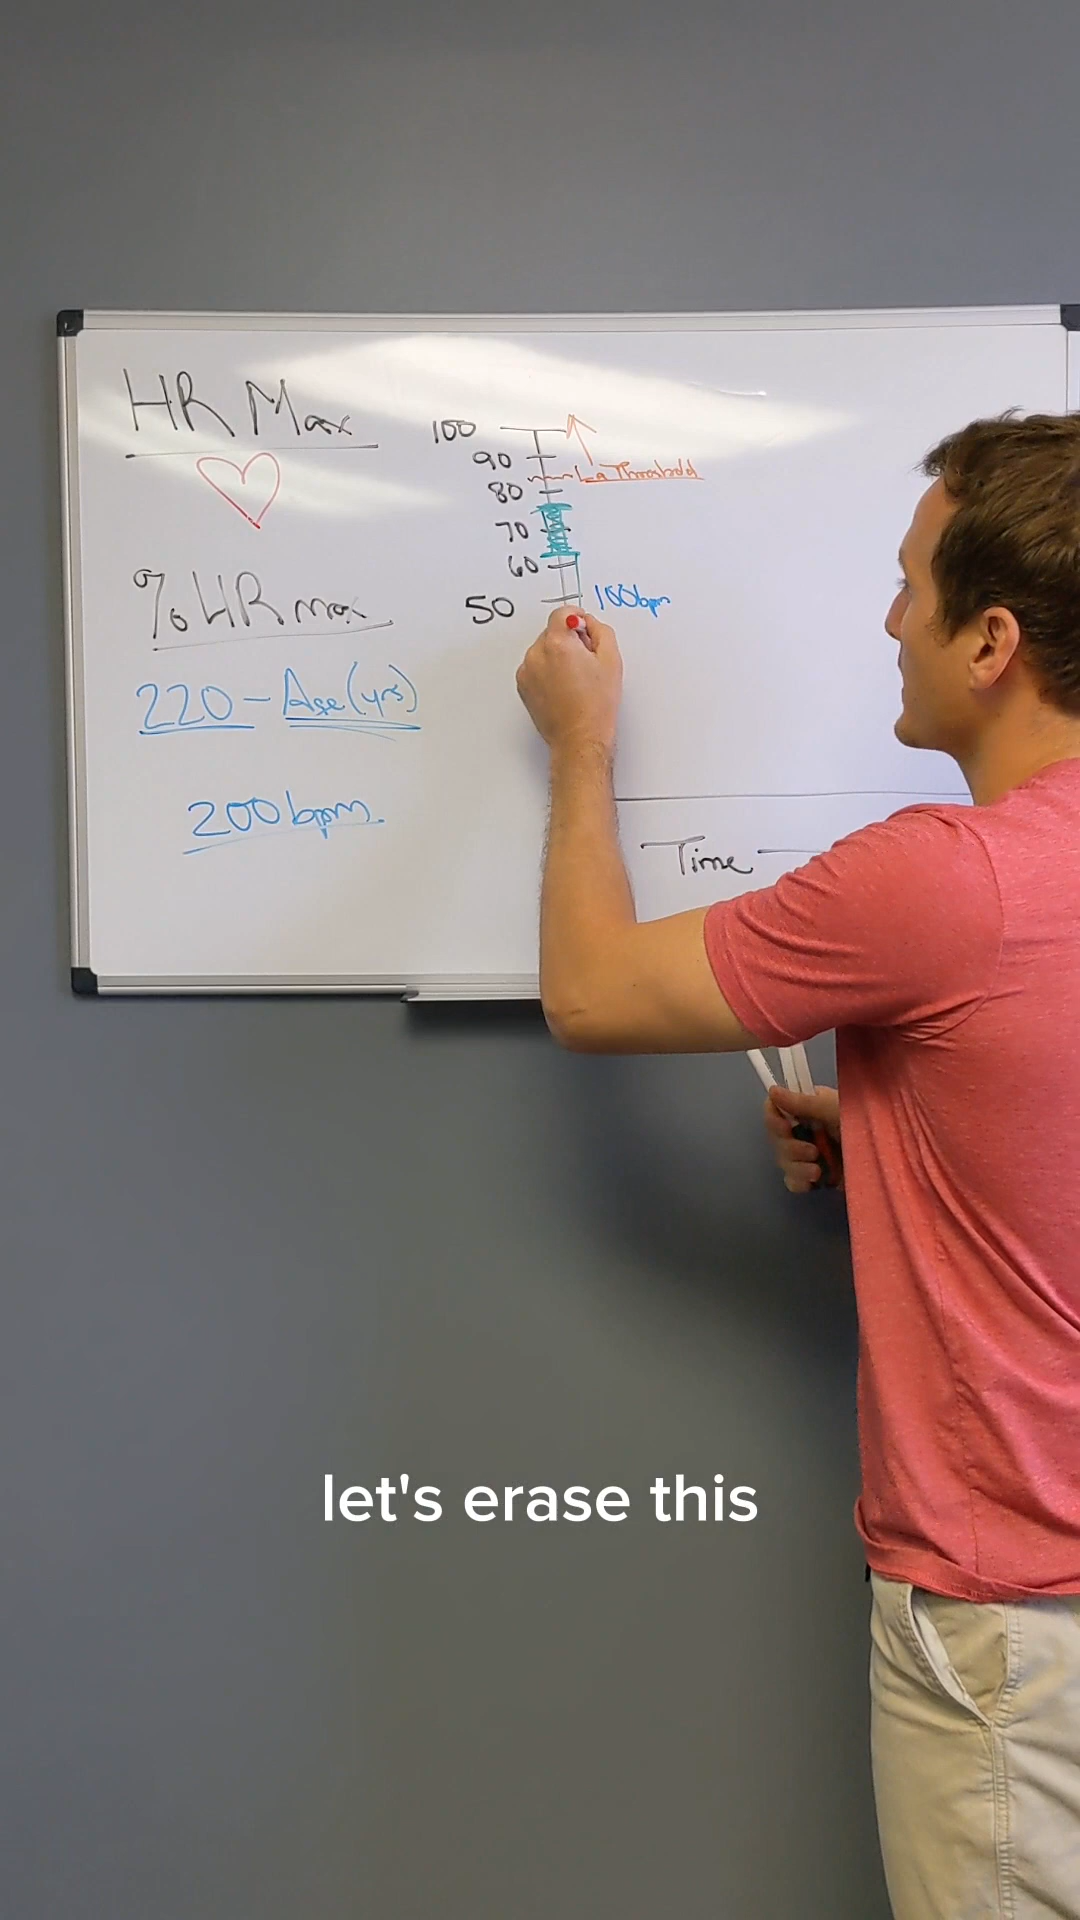 HR Max
% HR max
220 - Age (yrs)
200 bpm.
100
90
La Threshold
80
70
60
50
100bpm
Time
let's erase this